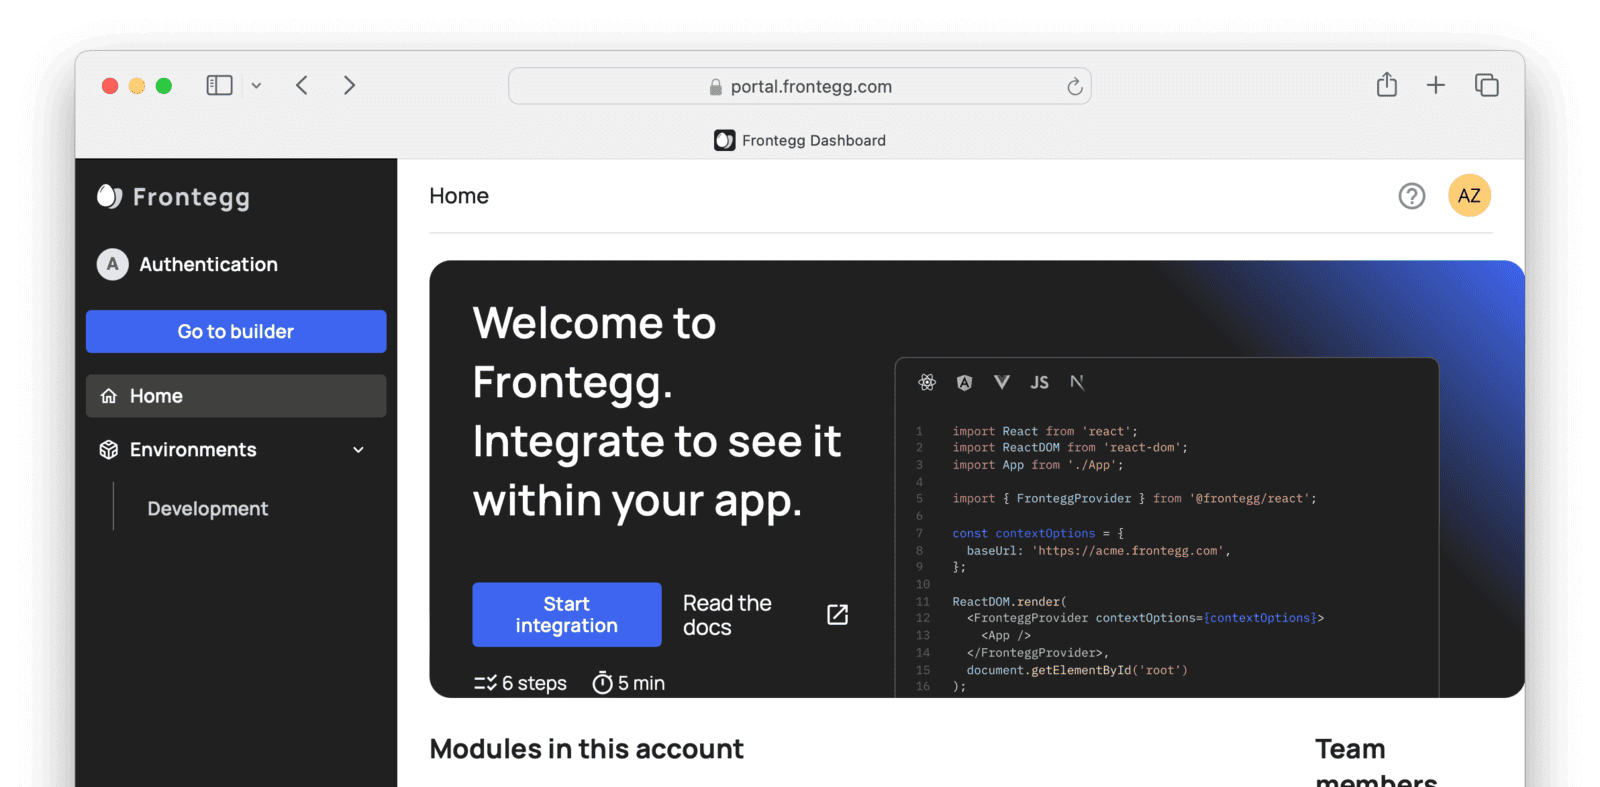 portal.frontegg.com
Frontegg Dashboard
Frontegg
A Authentication
Go to builder
Home
Environments
Development
Home
AZ
Welcome to
Frontegg.
Integrate to see it
within your app.
Start
integration
Read the
docs
6 steps
5 min
JS
1 import React from 'react';
2 import ReactDOM from 'react-dom';
3 import App from './App';
4
5 import { FronteggProvider } from '@frontegg/react';
6
7 const contextOptions = {
8 baseUrl: 'https://acme.frontegg.com',
9 };
10
11 ReactDOM.render(
12 <FronteggProvider contextOptions={contextOptions}>
13 <App />
14 </FronteggProvider>,
15 document.getElementById('root')
16 );
Modules in this account
Team
members